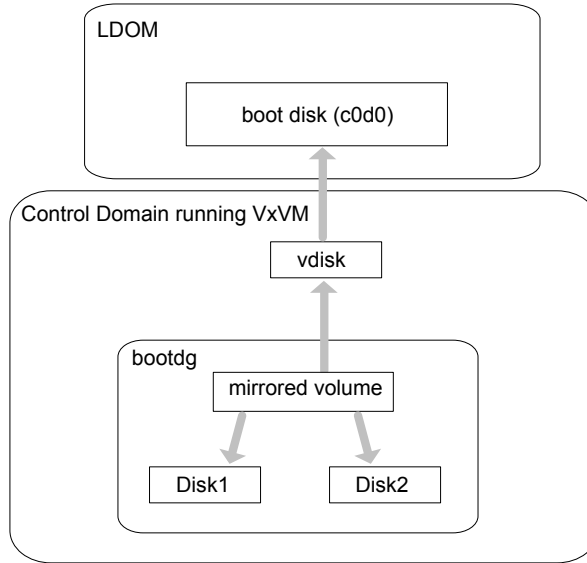 LDOM
boot disk (c0d0)
Control Domain running VxVM
vdisk
bootdg
mirrored volume
Disk1
Disk2